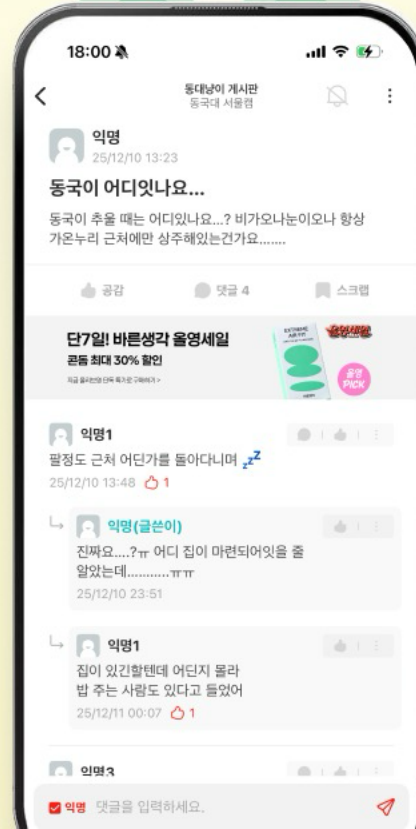 18:00
동대냥이 게시판
동국대 서울캠
익명
25/12/10 13:23
동국이 어디잇나요...
동국이 추울 때는 어디있나요...? 비가오나눈이오나 항상
가온누리 근처에만 상주해있는건가요.......
공감
댓글 4
스크랩
단7일! 바른생각 올영세일
콘돔 최대 30% 할인
올영세일
올영
PICK
익명1
팔정도 근처 어딘가를 돌아다니며 zzZ
25/12/10 13:48 1
익명(글쓴이)
진짜요....?ㅠ 어디 집이 마련되어잇을 줄
알았는데...........ㅠㅠ
25/12/10 23:51
익명1
집이 있긴할텐데 어딘지 몰라
밥 주는 사람도 있다고 들었어
25/12/11 00:07 1
익명3
익명 댓글을 입력하세요.